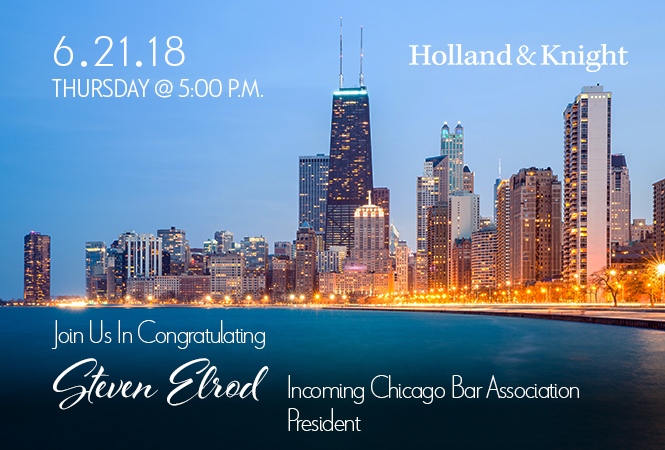 6.21.18
THURSDAY @ 5:00 P.M.
Holland & Knight
Join Us In Congratulating
Steven Elrod
Incoming Chicago Bar Association
President